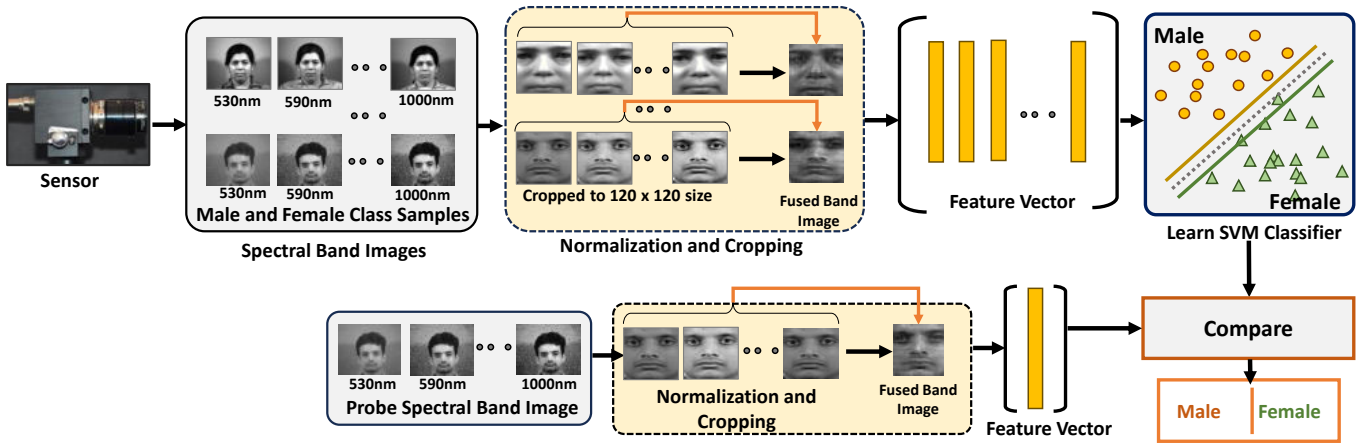 Sensor
530nm
590nm
1000nm
530nm
590nm
1000nm
Male and Female Class Samples
Spectral Band Images
Cropped to 120 x 120 size
Fused Band
Image
Normalization and Cropping
Feature Vector
Male
Female
Learn SVM Classifier
530nm
590nm
1000nm
Probe Spectral Band Image
Normalization and
Cropping
Fused Band
Image
Feature Vector
Compare
Male
Female